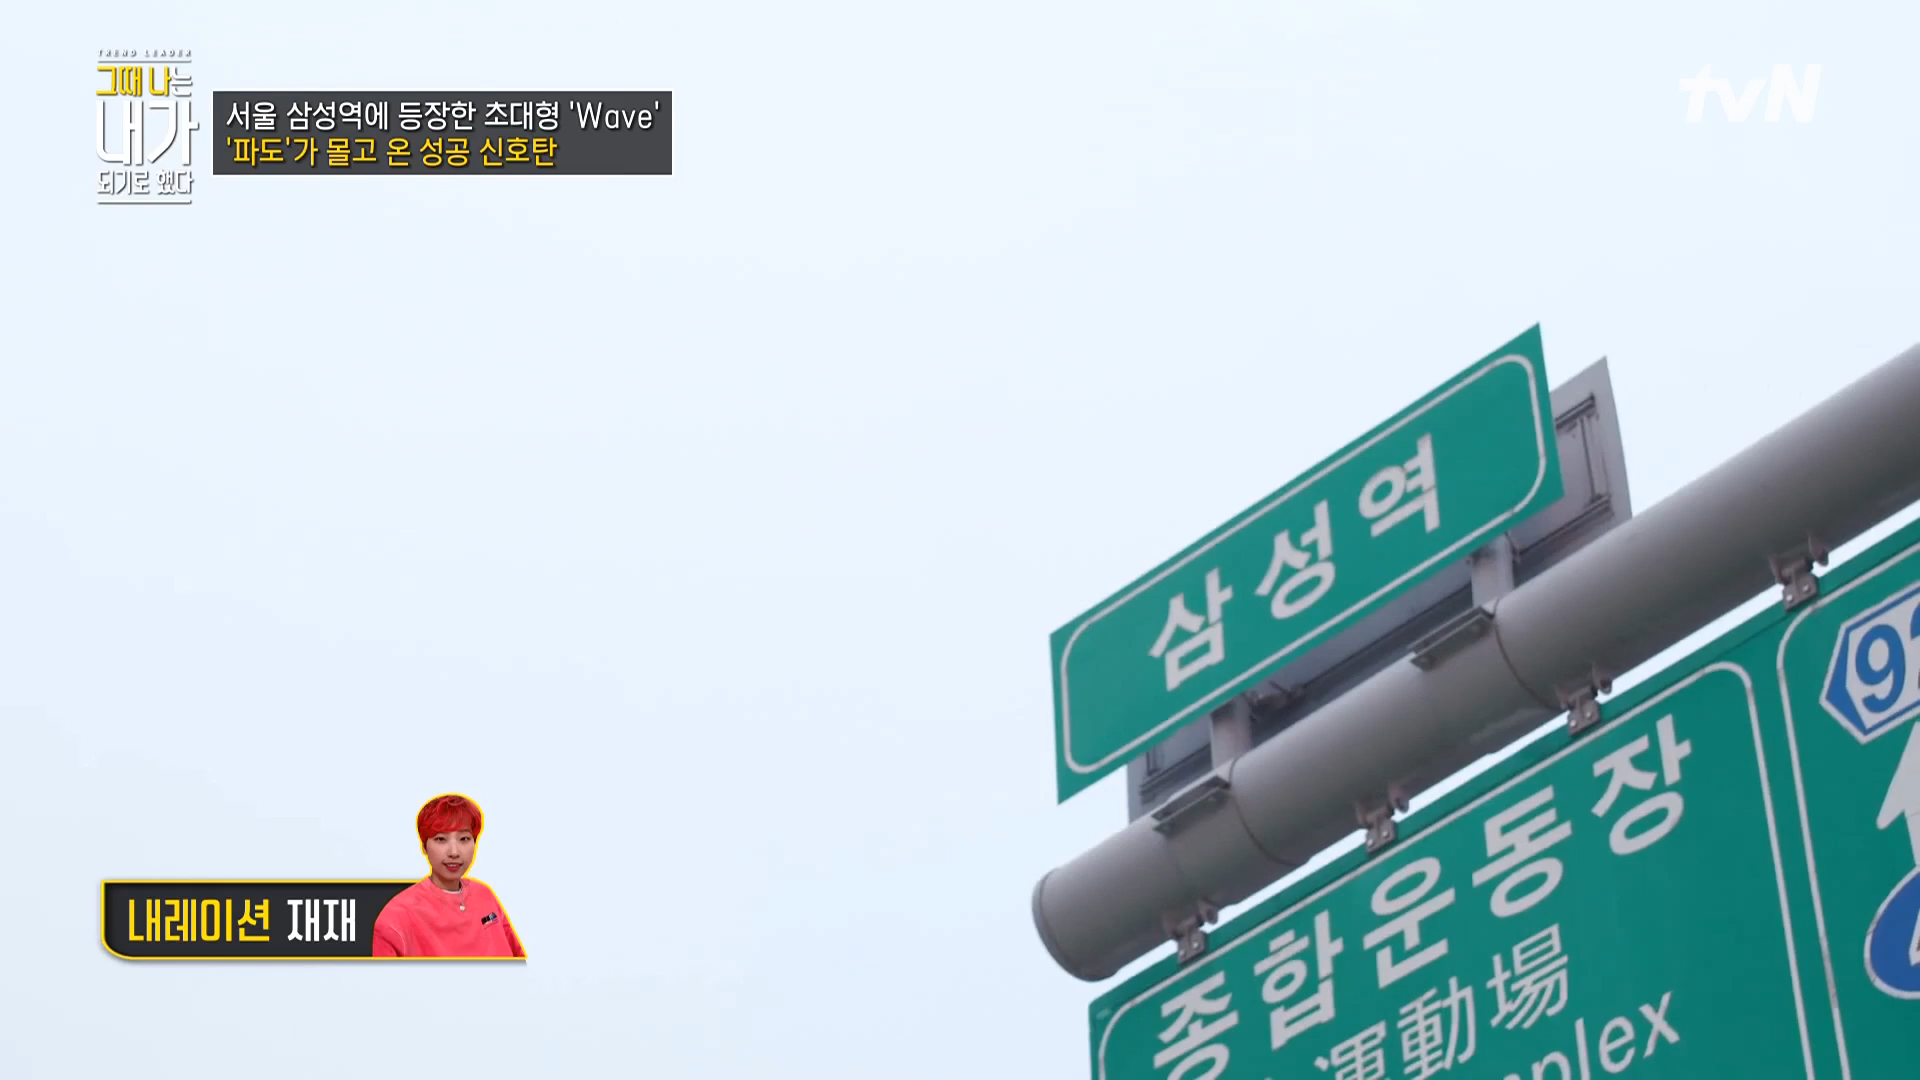 TREND LEADER
그때 나는
내가
되기로 했다
서울 삼성역에 등장한 초대형 'Wave'
'파도'가 몰고 온 성공 신호탄
tvN
삼성역
종합운동장
運動場
내레이션 재재